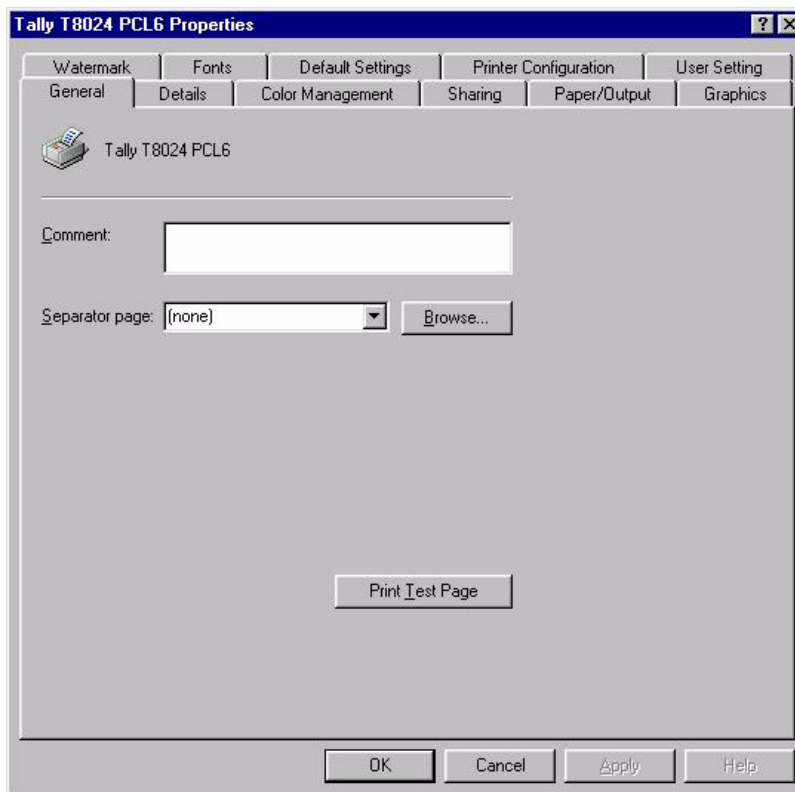 Tally T8024 PCL6 Properties
Watermark Fonts Default Settings Printer Configuration User Setting
General Details Color Management Sharing Paper/Output Graphics
Tally T8024 PCL6
Comment:
Separator page: (none) Browse...
Print Test Page
OK Cancel Apply Help